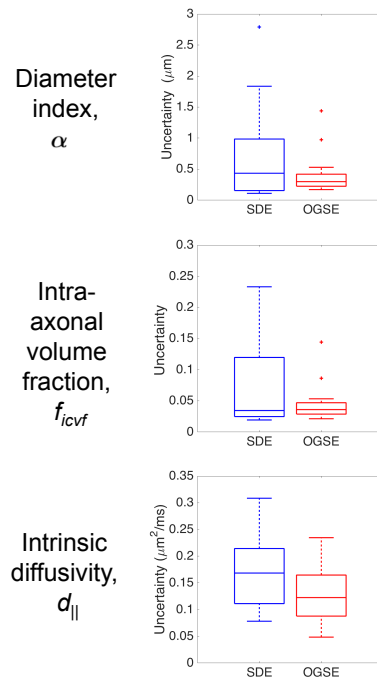 Diameter
index,
α
Uncertainty (μm)
3
2.5
2
1.5
1
0.5
0
SDE OGSE
Intra-
axonal
volume
fraction,
f_icvf
Uncertainty
0.3
0.25
0.2
0.15
0.1
0.05
0
SDE OGSE
Intrinsic
diffusivity,
d_||
Uncertainty (μm²/ms)
0.35
0.3
0.25
0.2
0.15
0.1
0.05
0
SDE OGSE